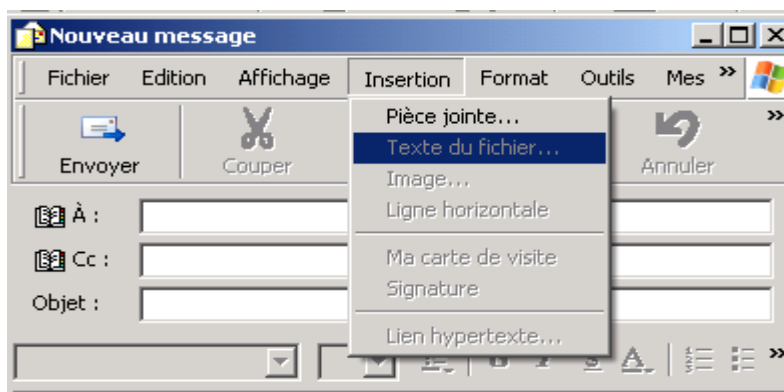 Nouveau message
Fichier Edition Affichage Insertion Format Outils Mes »
Envoyer Couper Annuler »
Pièce jointe...
Texte du fichier...
Image...
Ligne horizontale
Ma carte de visite
Signature
Lien hypertexte...
À :
Cc :
Objet :